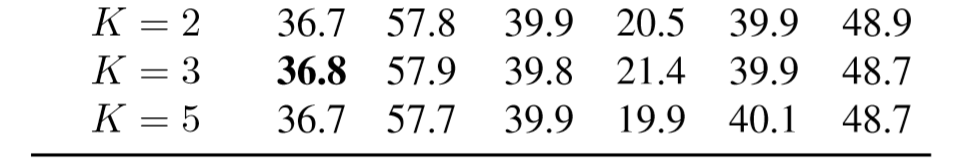 K = 2 36.7 57.8 39.9 20.5 39.9 48.9
K = 3 36.8 57.9 39.8 21.4 39.9 48.7
K = 5 36.7 57.7 39.9 19.9 40.1 48.7